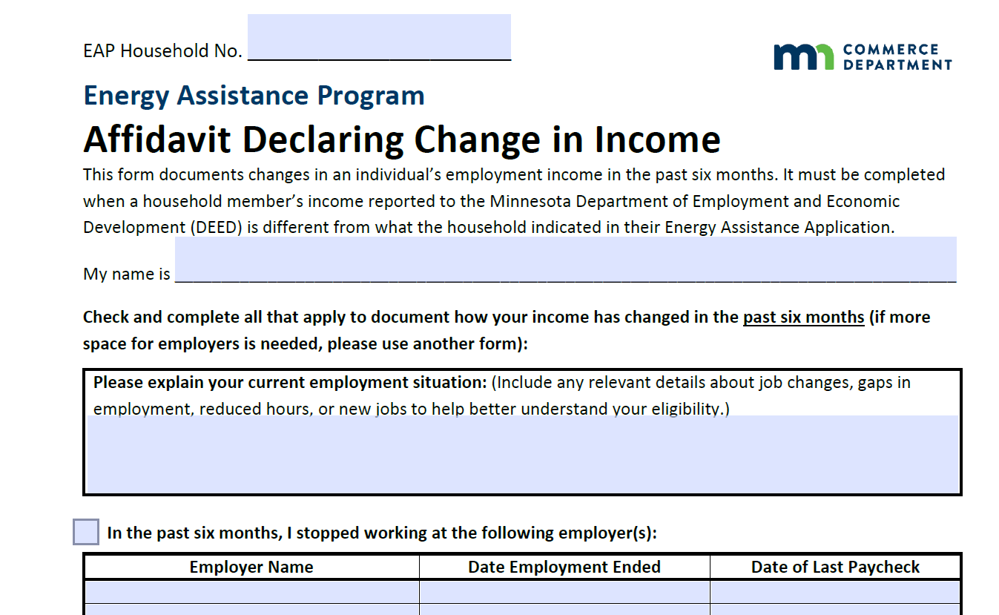 EAP Household No.
mn COMMERCE
DEPARTMENT
Energy Assistance Program
Affidavit Declaring Change in Income
This form documents changes in an individual’s employment income in the past six months. It must be completed
when a household member’s income reported to the Minnesota Department of Employment and Economic
Development (DEED) is different from what the household indicated in their Energy Assistance Application.
My name is
Check and complete all that apply to document how your income has changed in the past six months (if more
space for employers is needed, please use another form):
Please explain your current employment situation: (Include any relevant details about job changes, gaps in
employment, reduced hours, or new jobs to help better understand your eligibility.)
In the past six months, I stopped working at the following employer(s):
Employer Name Date Employment Ended Date of Last Paycheck